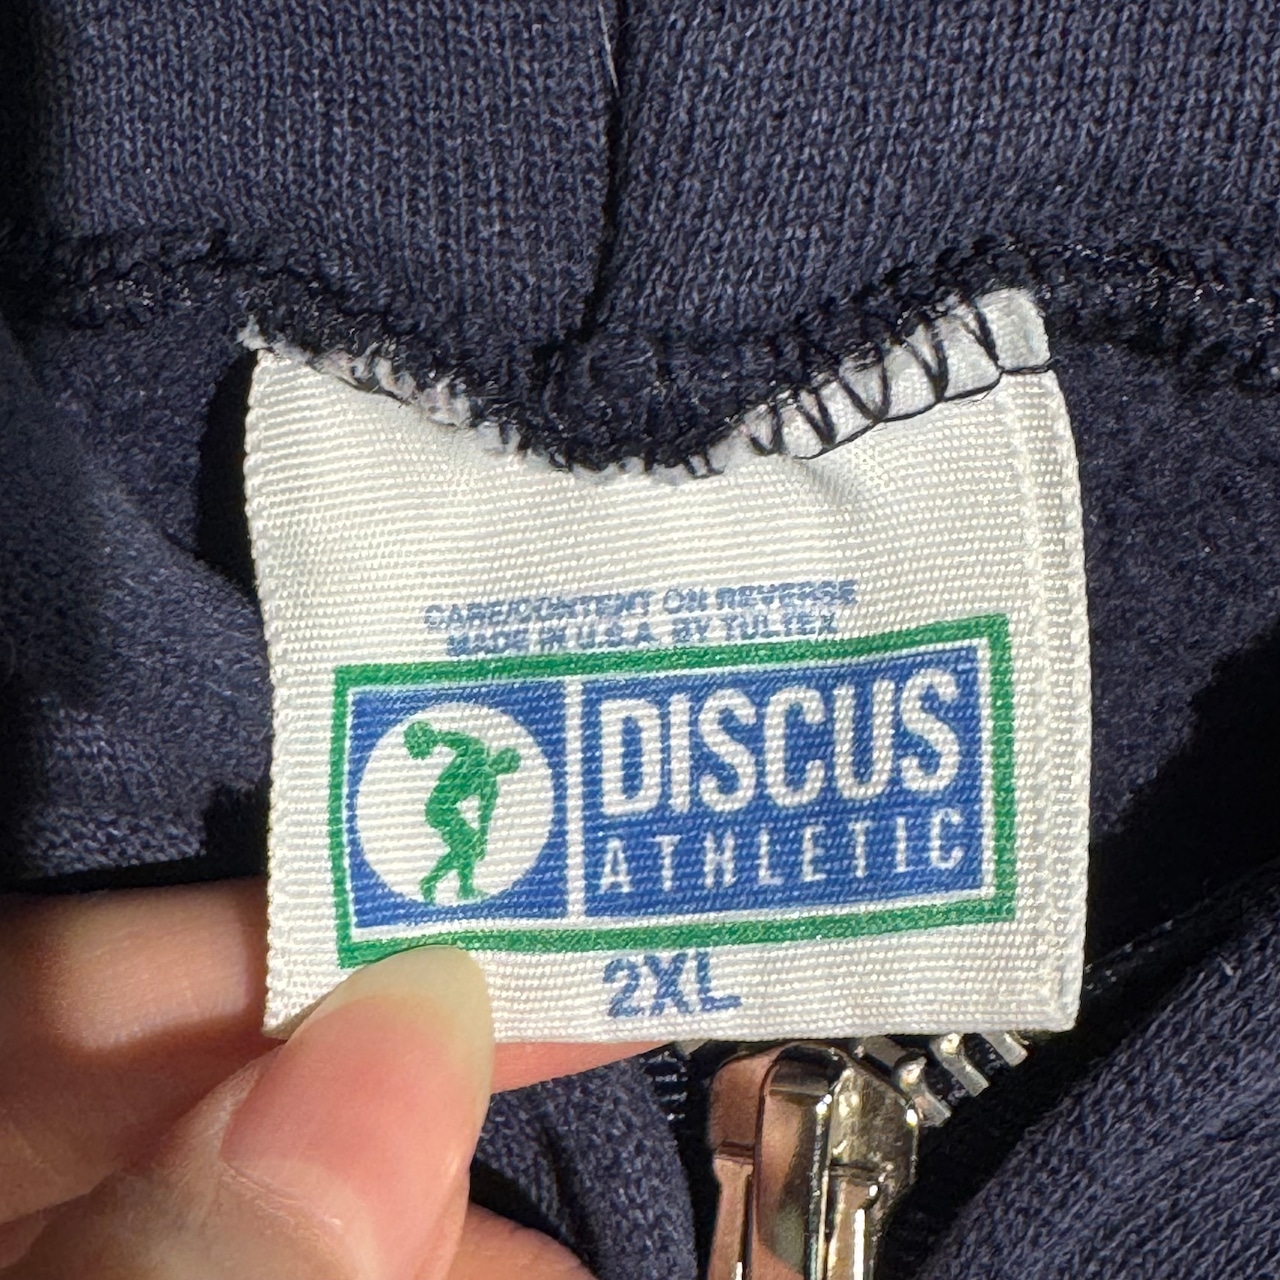 CARE/CONTENT ON REVERSE
MADE IN U.S.A. BY TULTEX
DISCUS
ATHLETIC
2XL